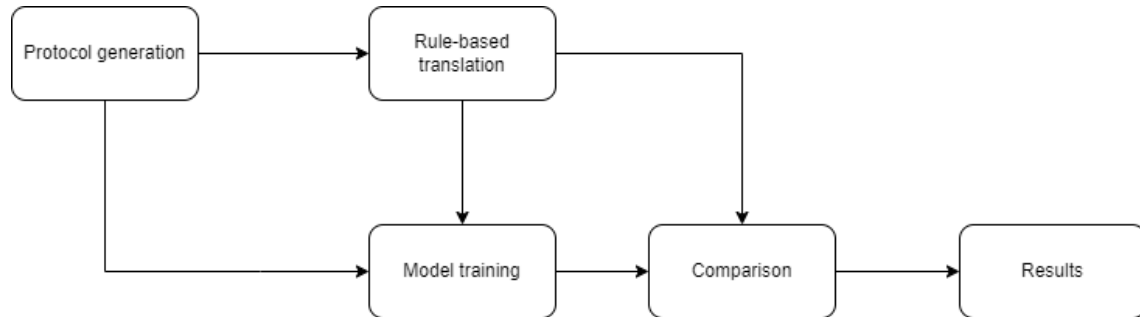 Protocol generation
Rule-based
translation
Model training
Comparison
Results